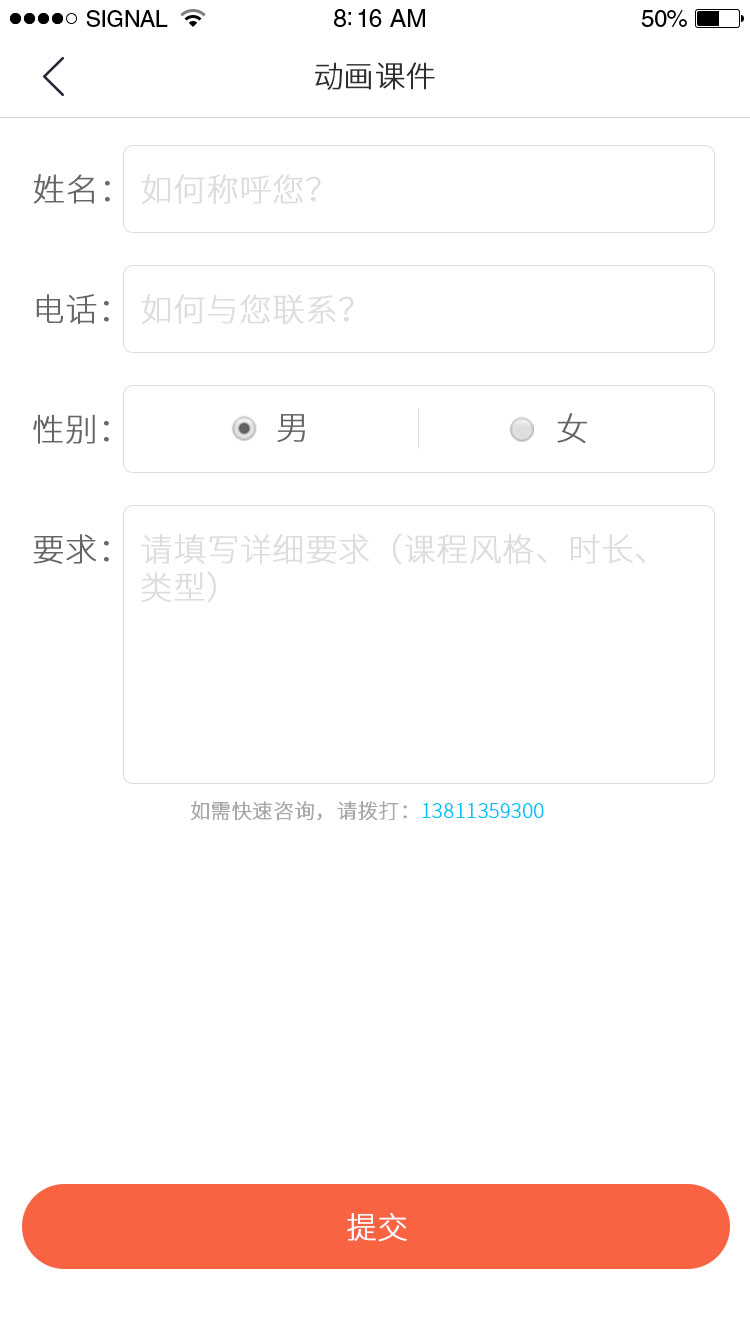 SIGNAL 8:16 AM 50%
动画课件
姓名： 如何称呼您？
电话： 如何与您联系？
性别： 男 女
要求： 请填写详细要求（课程风格、时长、
类型）
如需快速咨询，请拨打：13811359300
提交